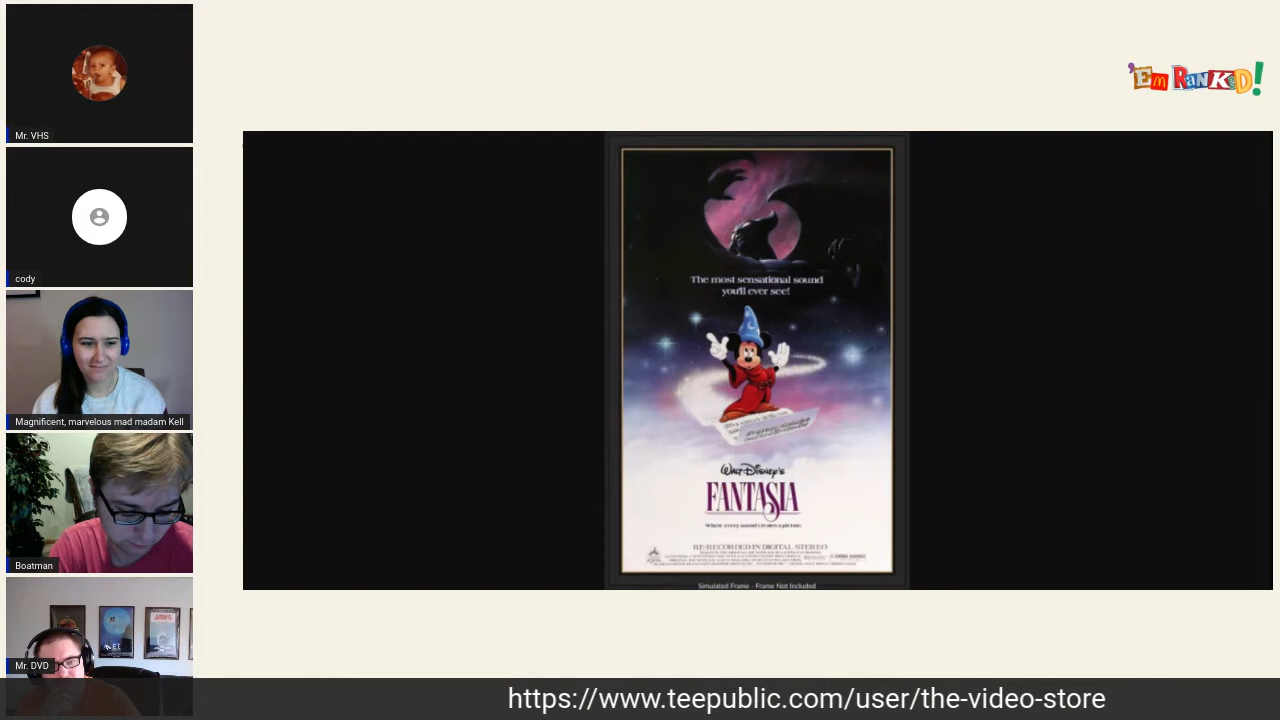 Mr. VHS
cody
Magnificent, marvelous mad madam Kell
Boatman
JAWS
Mr. DVD
'Em RanKeD!
The most sensational sound
you'll ever see!
Walt Disney's
FANTASIA
Where every sound creates a picture
RE-RECORDED IN DIGITAL STEREO
Simulated Frame - Frame Not Included
https://www.teepublic.com/user/the-video-store